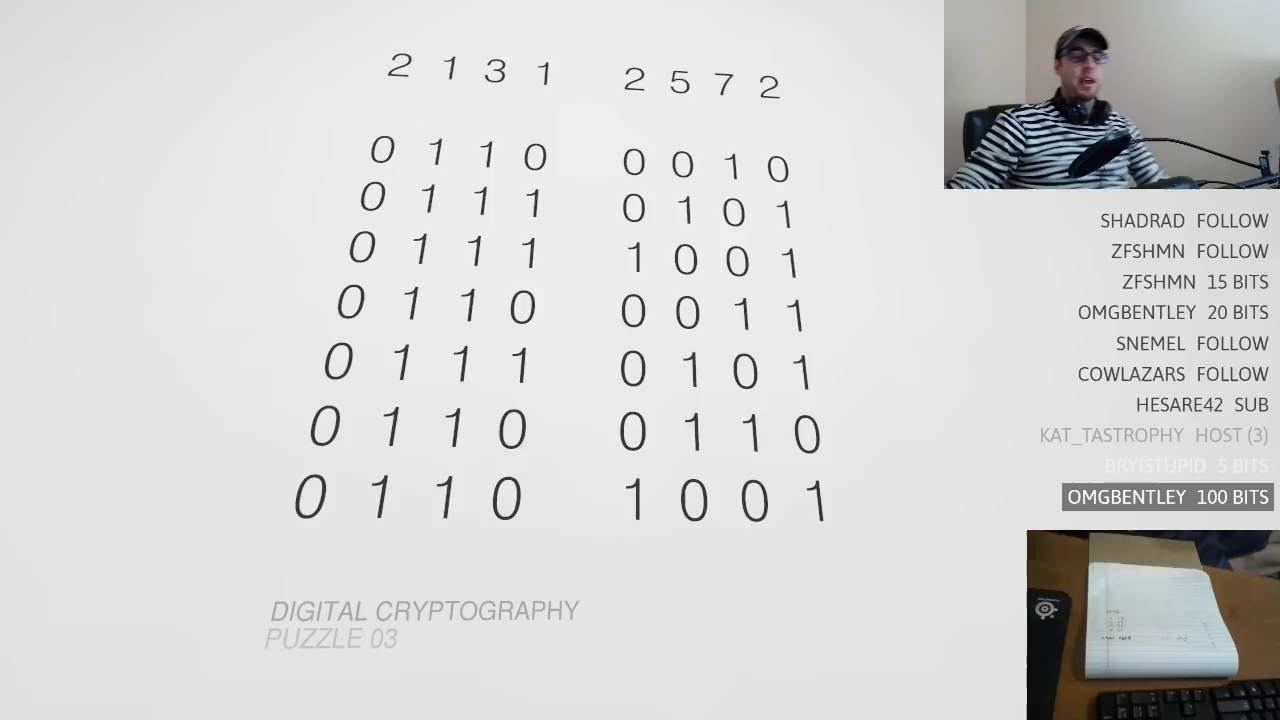 2 1 3 1 2 5 7 2
0 1 1 0 0 0 1 0
0 1 1 1 0 1 0 1
0 1 1 1 1 0 0 1
0 1 1 0 0 0 1 1
0 1 1 1 0 1 0 1
0 1 1 0 0 1 1 0
0 1 1 0 1 0 0 1
DIGITAL CRYPTOGRAPHY
PUZZLE 03
SHADRAD FOLLOW
ZFSHMN FOLLOW
ZFSHMN 15 BITS
OMGBENTLEY 20 BITS
SNEMEL FOLLOW
COWLAZARS FOLLOW
HESARE42 SUB
KAT_TASTROPHY HOST (3)
BRYISTUPID 5 BITS
OMGBENTLEY 100 BITS